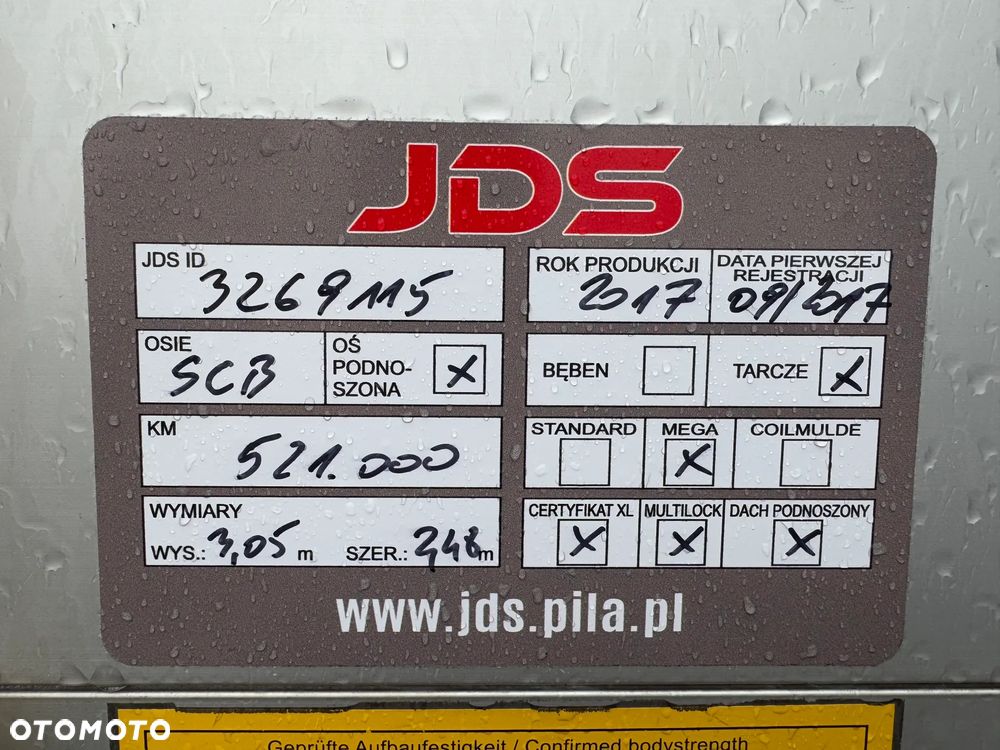 JDS
JDS ID
3269115
ROK PRODUKCJI
2017
DATA PIERWSZEJ
REJESTRACJI
09/2017
OSIE
SCB
OŚ
PODNO-
SZONA
X
BĘBEN
TARCZE
X
KM
521.000
STANDARD
MEGA
X
COILMULDE
WYMIARY
WYS.: 3,05 m SZER.: 2,48 m
CERTYFIKAT XL
X
MULTILOCK
X
DACH PODNOSZONY
X
www.jds.pila.pl
OTOMOTO
Geprüfte Aufbaufestigkeit / Confirmed bodystrength